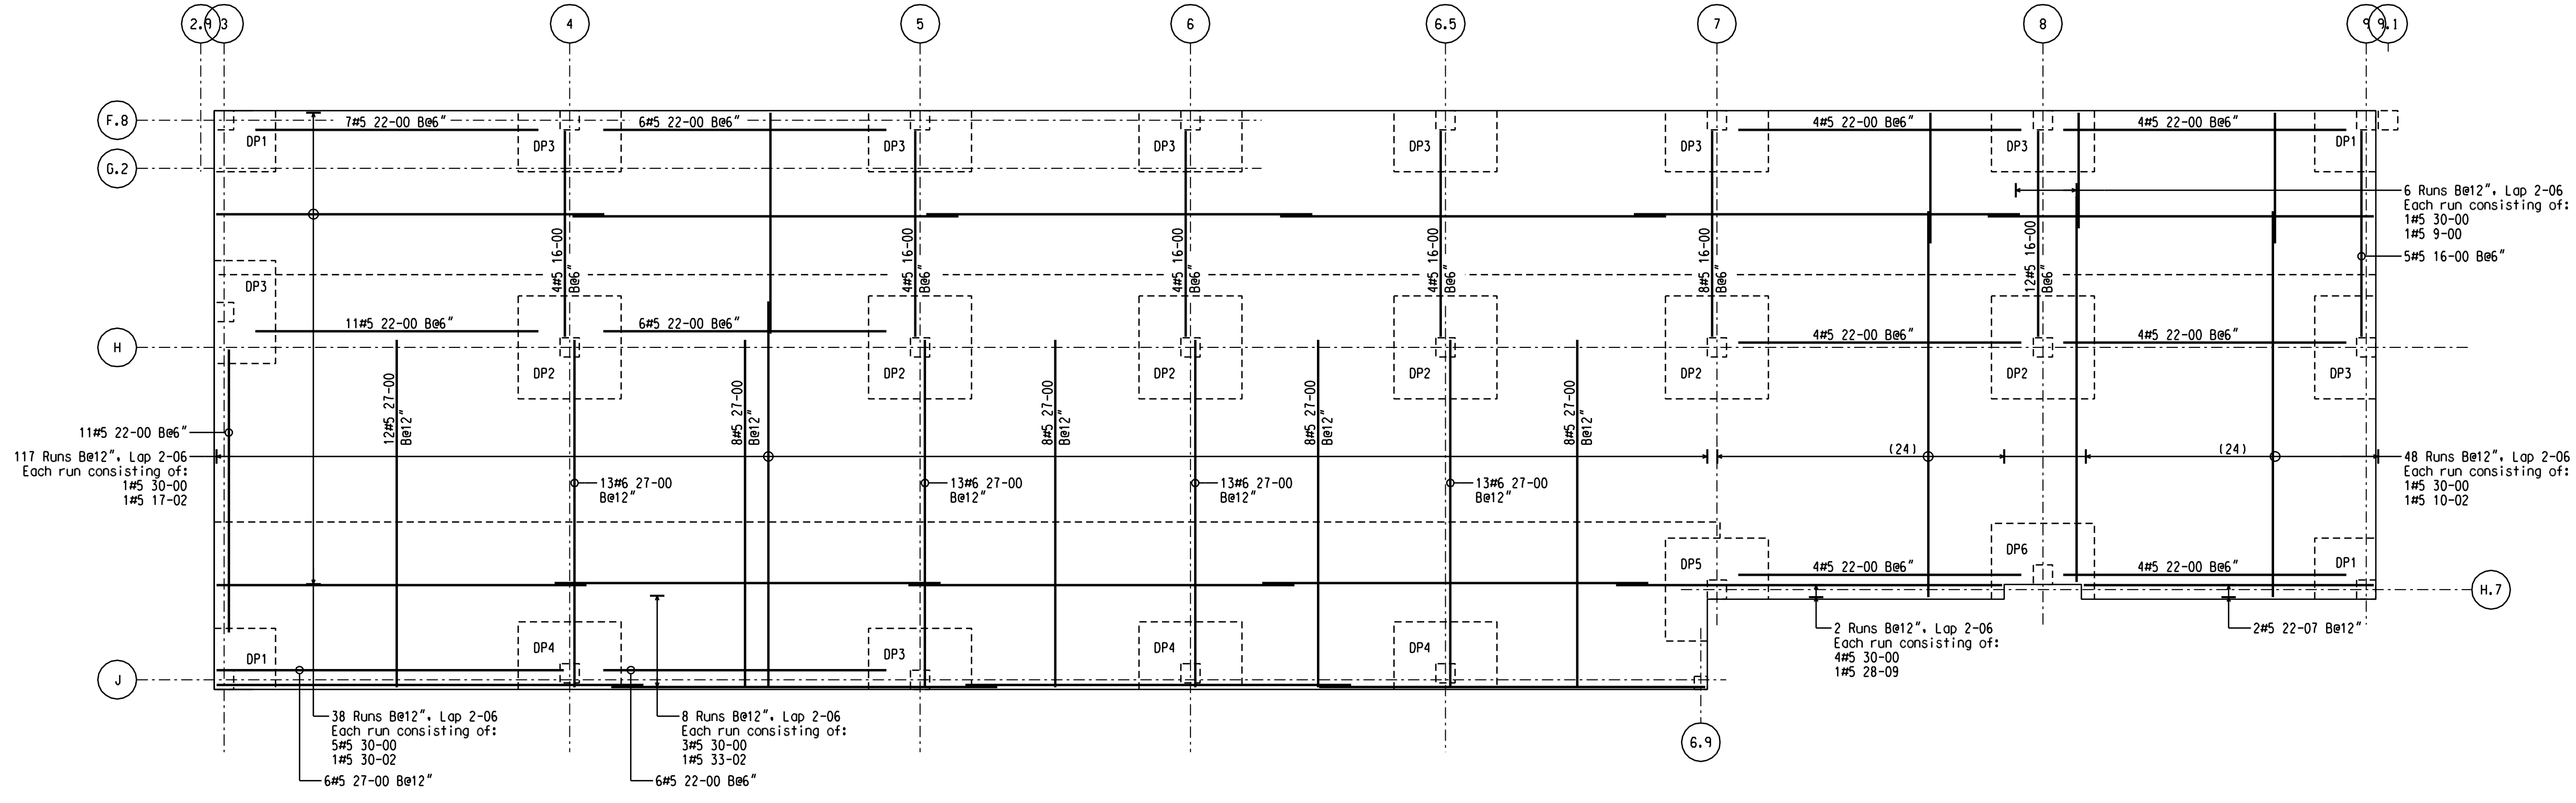 2.9
3
4
5
6
6.5
7
8
9
9.1
F.8
7#5 22-00 B@6"
6#5 22-00 B@6"
4#5 22-00 B@6"
4#5 22-00 B@6"
DP1
DP3
DP3
DP3
DP3
DP3
DP3
DP1
G.2
6 Runs B@12", Lap 2-06
Each run consisting of:
1#5 30-00
1#5 9-00
4#5 16-00
B@6"
4#5 16-00
B@6"
4#5 16-00
B@6"
4#5 16-00
B@6"
8#5 16-00
B@6"
12#5 16-00
B@6"
5#5 16-00 B@6"
DP3
11#5 22-00 B@6"
6#5 22-00 B@6"
4#5 22-00 B@6"
4#5 22-00 B@6"
H
DP2
DP2
DP2
DP2
DP2
DP2
DP3
12#5 27-00
B@12"
8#5 27-00
B@12"
8#5 27-00
B@12"
8#5 27-00
B@12"
8#5 27-00
B@12"
11#5 22-00 B@6"
117 Runs B@12", Lap 2-06
Each run consisting of:
1#5 30-00
1#5 17-02
(24)
(24)
48 Runs B@12", Lap 2-06
Each run consisting of:
1#5 30-00
1#5 10-02
13#6 27-00
B@12"
13#6 27-00
B@12"
13#6 27-00
B@12"
13#6 27-00
B@12"
DP5
4#5 22-00 B@6"
DP6
4#5 22-00 B@6"
DP1
H.7
2 Runs B@12", Lap 2-06
Each run consisting of:
4#5 30-00
1#5 28-09
2#5 22-07 B@12"
DP1
DP4
DP3
DP4
DP4
J
38 Runs B@12", Lap 2-06
Each run consisting of:
5#5 30-00
1#5 30-02
6#5 27-00 B@12"
8 Runs B@12", Lap 2-06
Each run consisting of:
3#5 30-00
1#5 33-02
6#5 22-00 B@6"
6.9